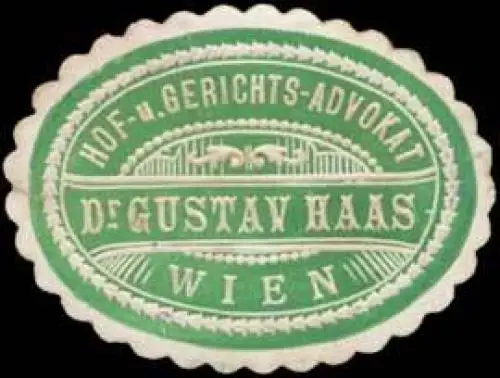 HOF- u. GERICHTS-ADVOKAT
Dr GUSTAV HAAS
WIEN